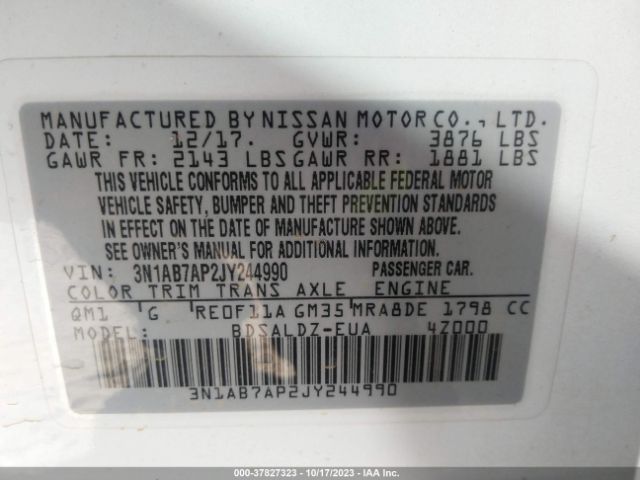 MANUFACTURED BY NISSAN MOTOR CO., LTD.
DATE: 12/17. GVWR: 3876 LBS
GAWR FR: 2143 LBS GAWR RR: 1881 LBS
THIS VEHICLE CONFORMS TO ALL APPLICABLE FEDERAL MOTOR
VEHICLE SAFETY, BUMPER AND THEFT PREVENTION STANDARDS
IN EFFECT ON THE DATE OF MANUFACTURE SHOWN ABOVE.
SEE OWNER'S MANUAL FOR ADDITIONAL INFORMATION.
VIN: 3N1AB7AP2JY244990 PASSENGER CAR.
COLOR TRIM TRANS AXLE ENGINE
QM1 G RE0F11A GM35 MRA8DE 1798 CC
MODEL: BDSALDZ-EUA 4Z000
3N1AB7AP2JY244990
000-37827323 | 10/17/2023 | IAA Inc.